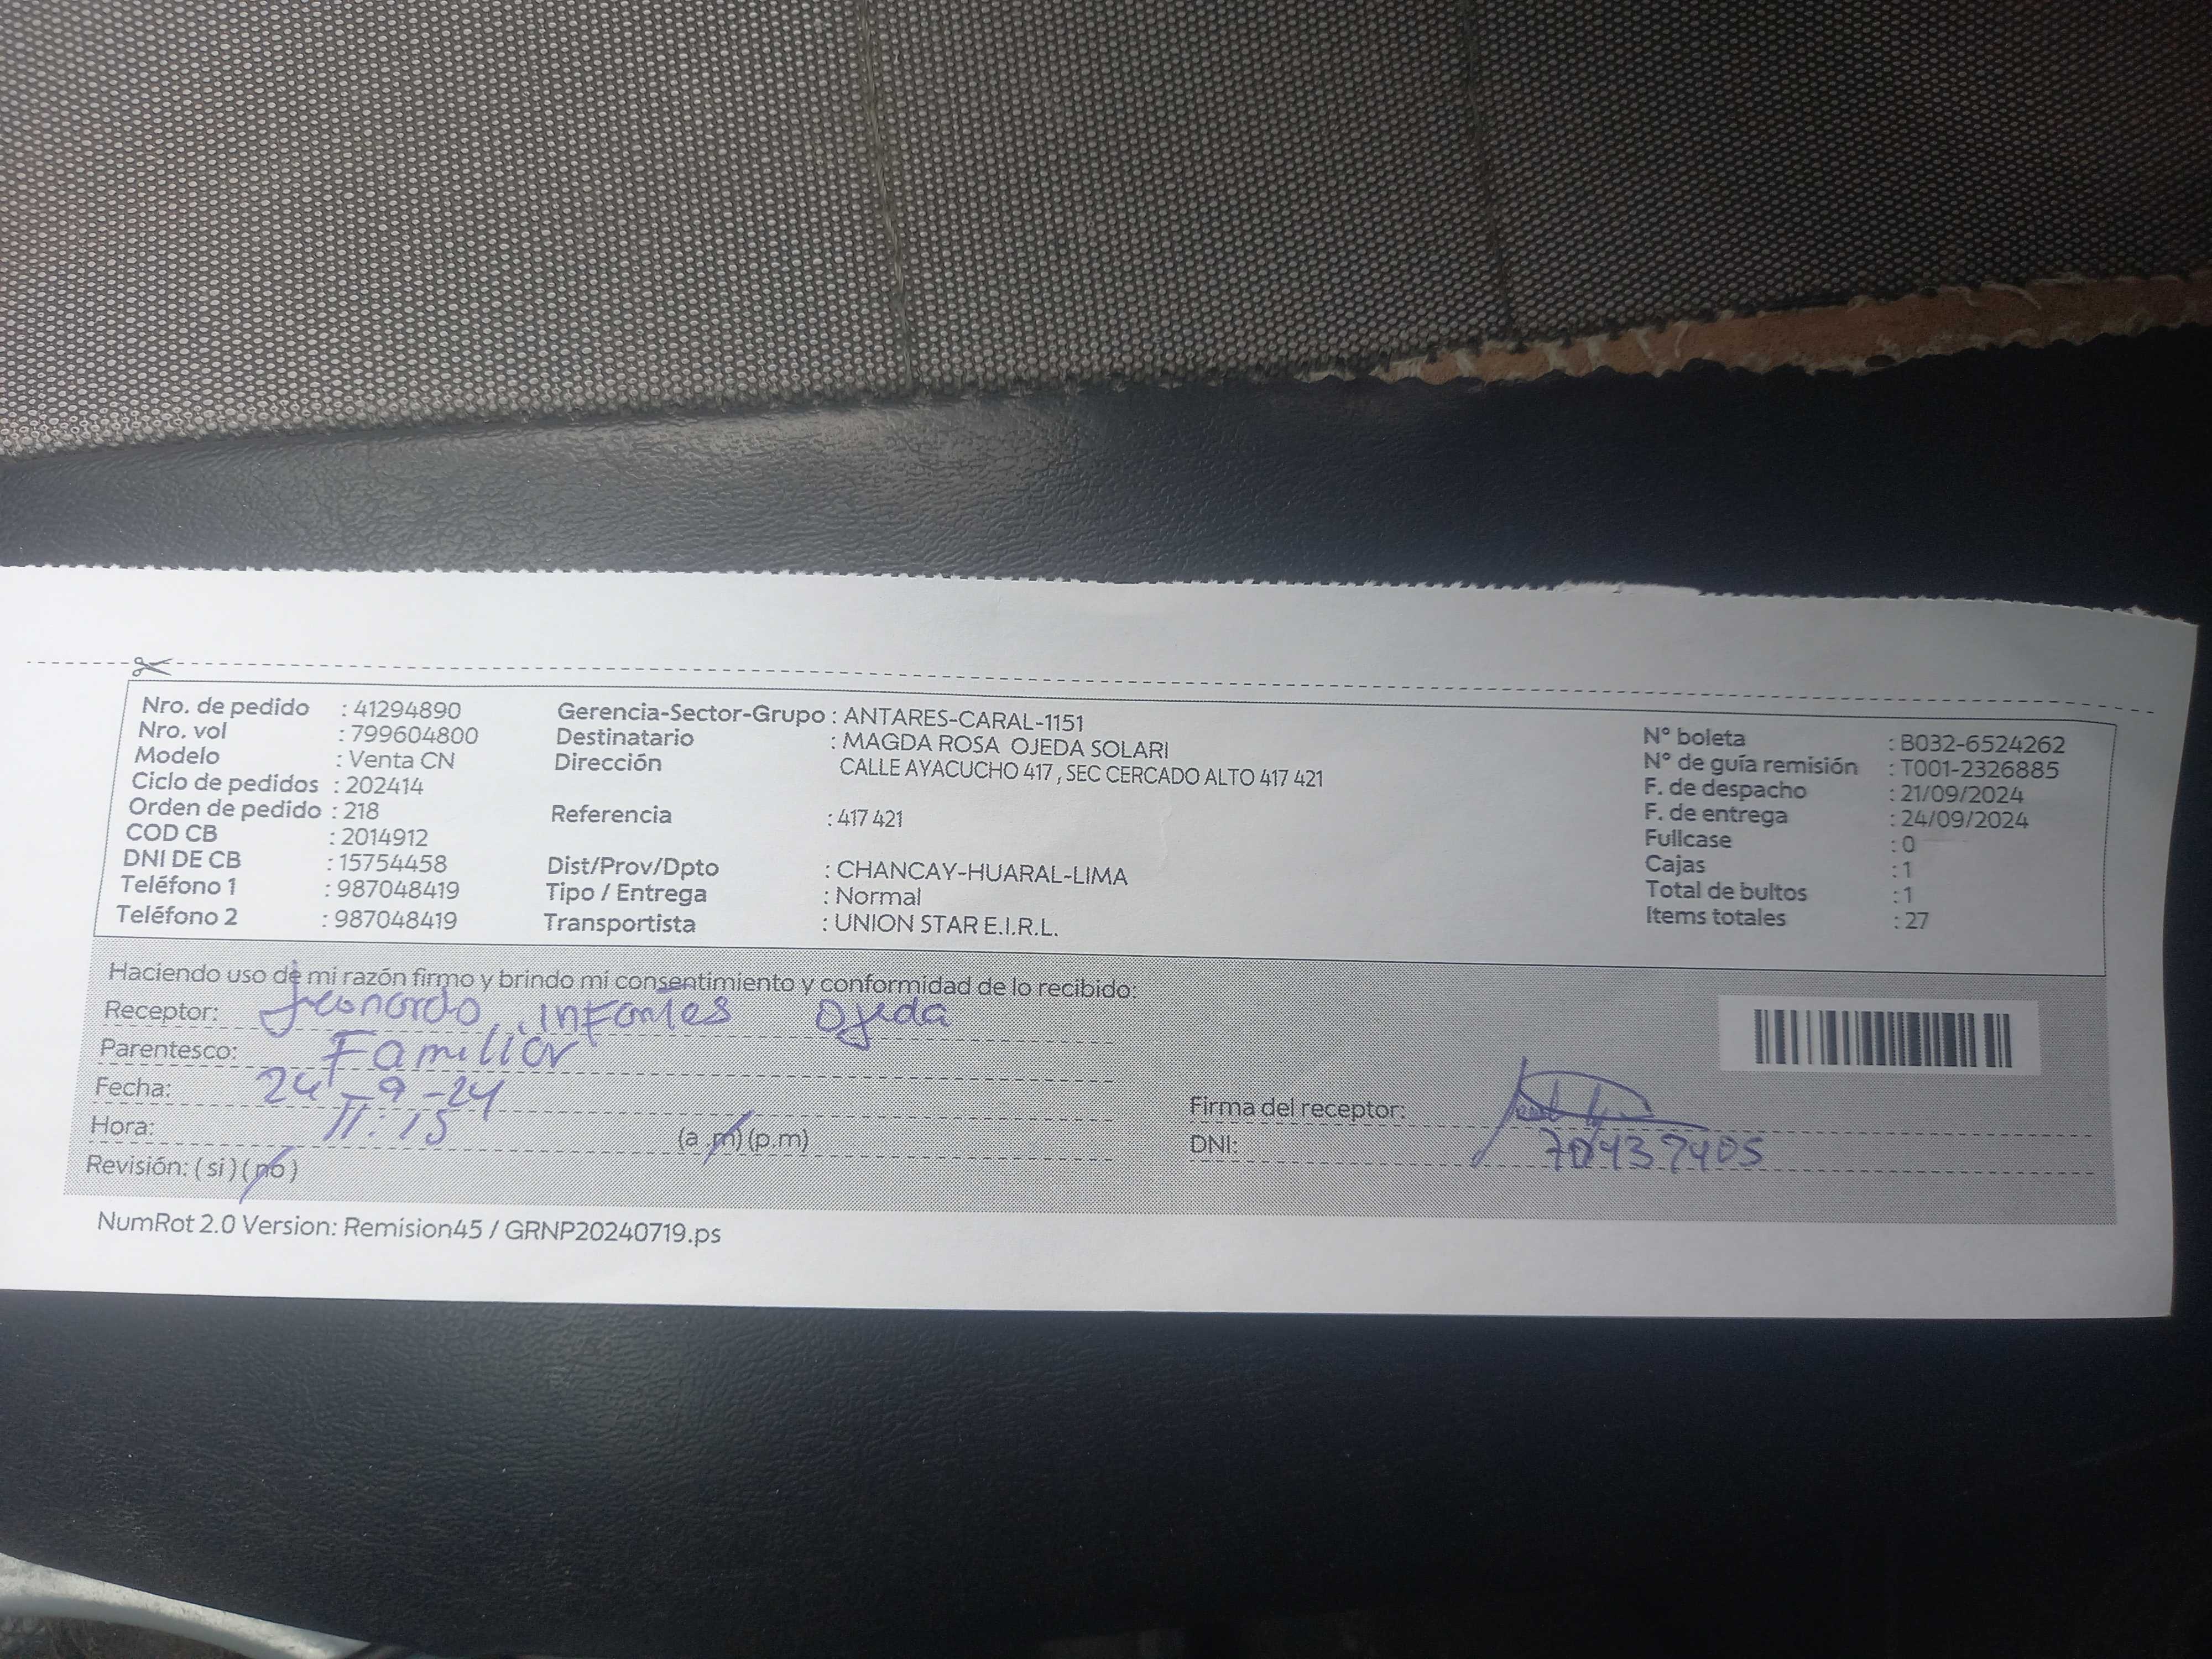 Nro. de pedido : 41294890
Nro. vol : 799604800
Modelo : Venta CN
Ciclo de pedidos : 202414
Orden de pedido : 218
COD CB : 2014912
DNI DE CB : 15754458
Teléfono 1 : 987048419
Teléfono 2 : 987048419
Gerencia-Sector-Grupo : ANTARES-CARAL-1151
Destinatario : MAGDA ROSA OJEDA SOLARI
Dirección CALLE AYACUCHO 417 , SEC CERCADO ALTO 417 421
Referencia : 417 421
Dist/Prov/Dpto : CHANCAY-HUARAL-LIMA
Tipo / Entrega : Normal
Transportista : UNION STAR E.I.R.L.
N° boleta : B032-6524262
N° de guía remisión : T001-2326885
F. de despacho : 21/09/2024
F. de entrega : 24/09/2024
Fullcase : 0
Cajas : 1
Total de bultos : 1
Items totales : 27
Haciendo uso de mi razón firmo y brindo mi consentimiento y conformidad de lo recibido:
Receptor: Leonardo infantes Ojeda
Parentesco: Familiar
Fecha: 24-9-24
Hora: 11:15 (a.m) (p.m)
Revisión: ( si ) ( no )
Firma del receptor:
DNI: 70437405
NumRot 2.0 Version: Remision45 / GRNP20240719.ps